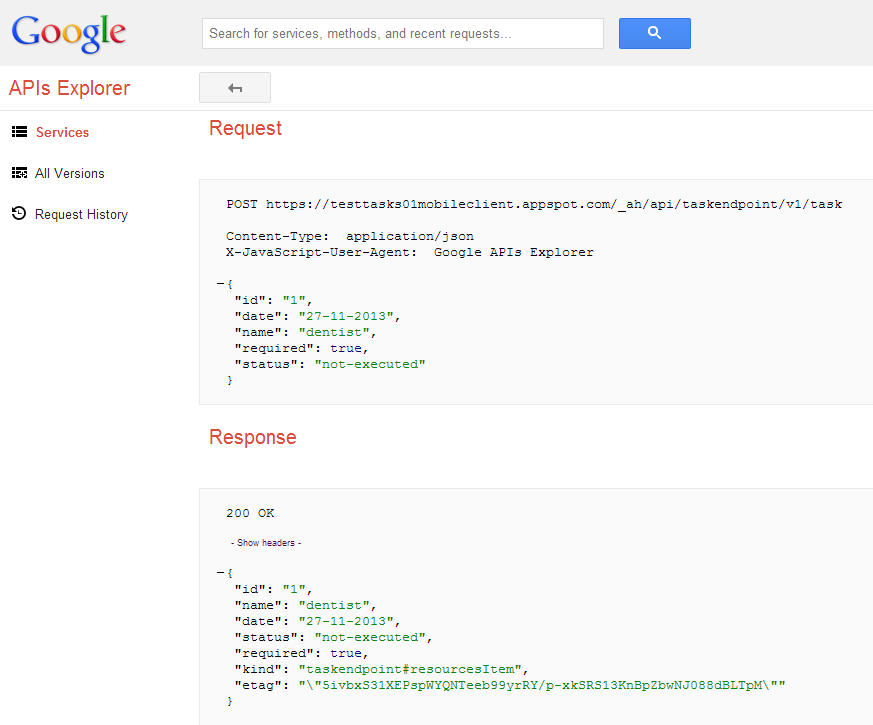 Google
Search for services, methods, and recent requests...
APIs Explorer
Services
All Versions
Request History
Request
POST https://testtasks01mobileclient.appspot.com/_ah/api/taskendpoint/v1/task
Content-Type:  application/json
X-JavaScript-User-Agent:  Google APIs Explorer
{
"id": "1",
"date": "27-11-2013",
"name": "dentist",
"required": true,
"status": "not-executed"
}
Response
200 OK
- Show headers -
{
"id": "1",
"name": "dentist",
"date": "27-11-2013",
"status": "not-executed",
"required": true,
"kind": "taskendpoint#resourcesItem",
"etag": "\"5ivbxS31XEPspWYQNTeeb99yrRY/p-xkSRS13KnBpZbwNJ088dBLTpM\""
}